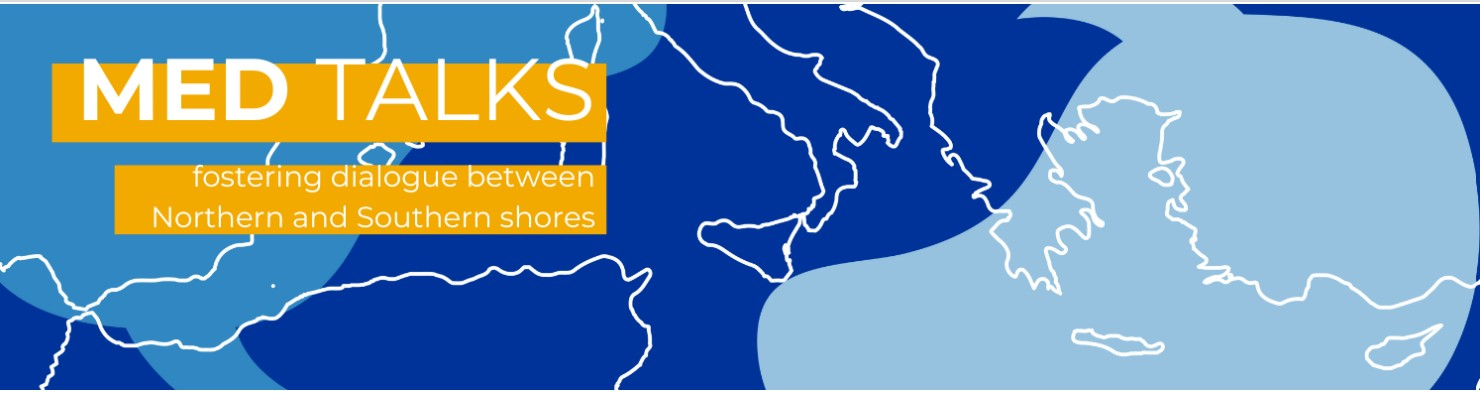 MED TALKS
fostering dialogue between
Northern and Southern shores